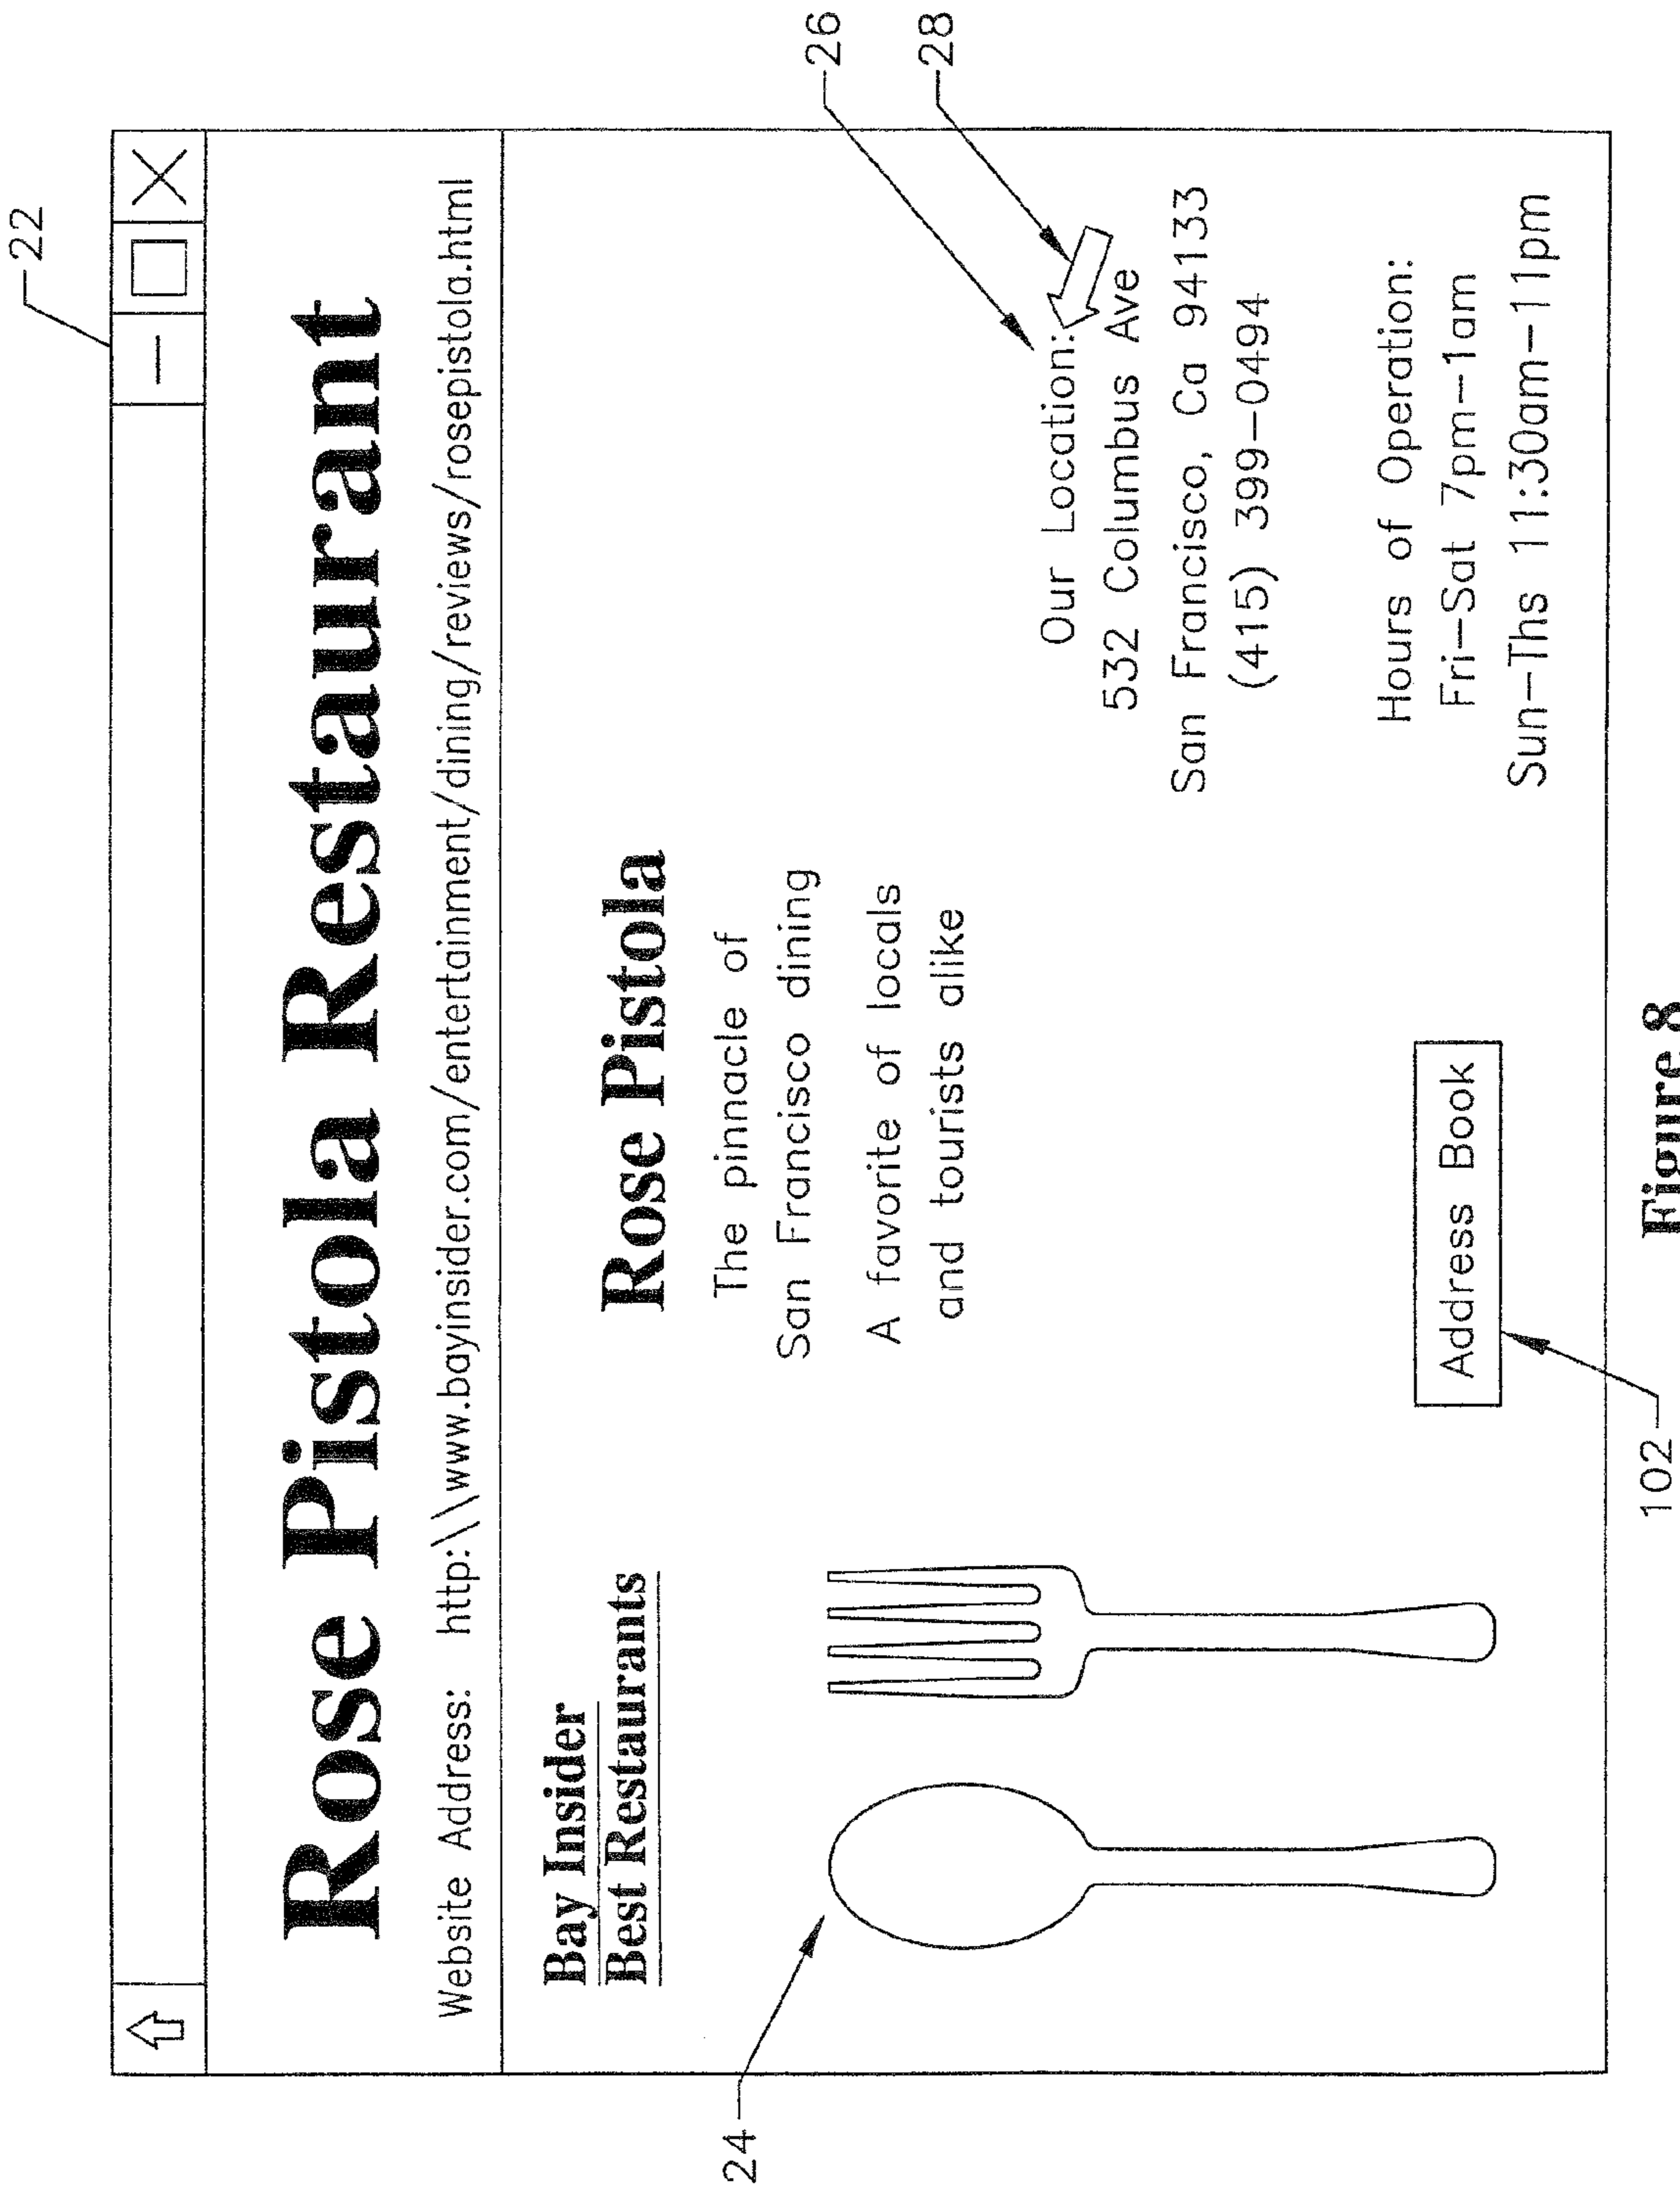 22
Rose Pistola Restaurant
Website Address: http:\\www.bayinsider.com/entertainment/dining/reviews/rosepistola.html
Bay Insider
Best Restaurants
24
Rose Pistola
The pinnacle of
San Francisco dining
A favorite of locals
and tourists alike
26
28
Our Location:
532 Columbus Ave
San Francisco, Ca 94133
(415) 399-0494
Hours of Operation:
Fri-Sat 7pm-1am
Sun-Ths 11:30am-11pm
Address Book
102
Figure 8